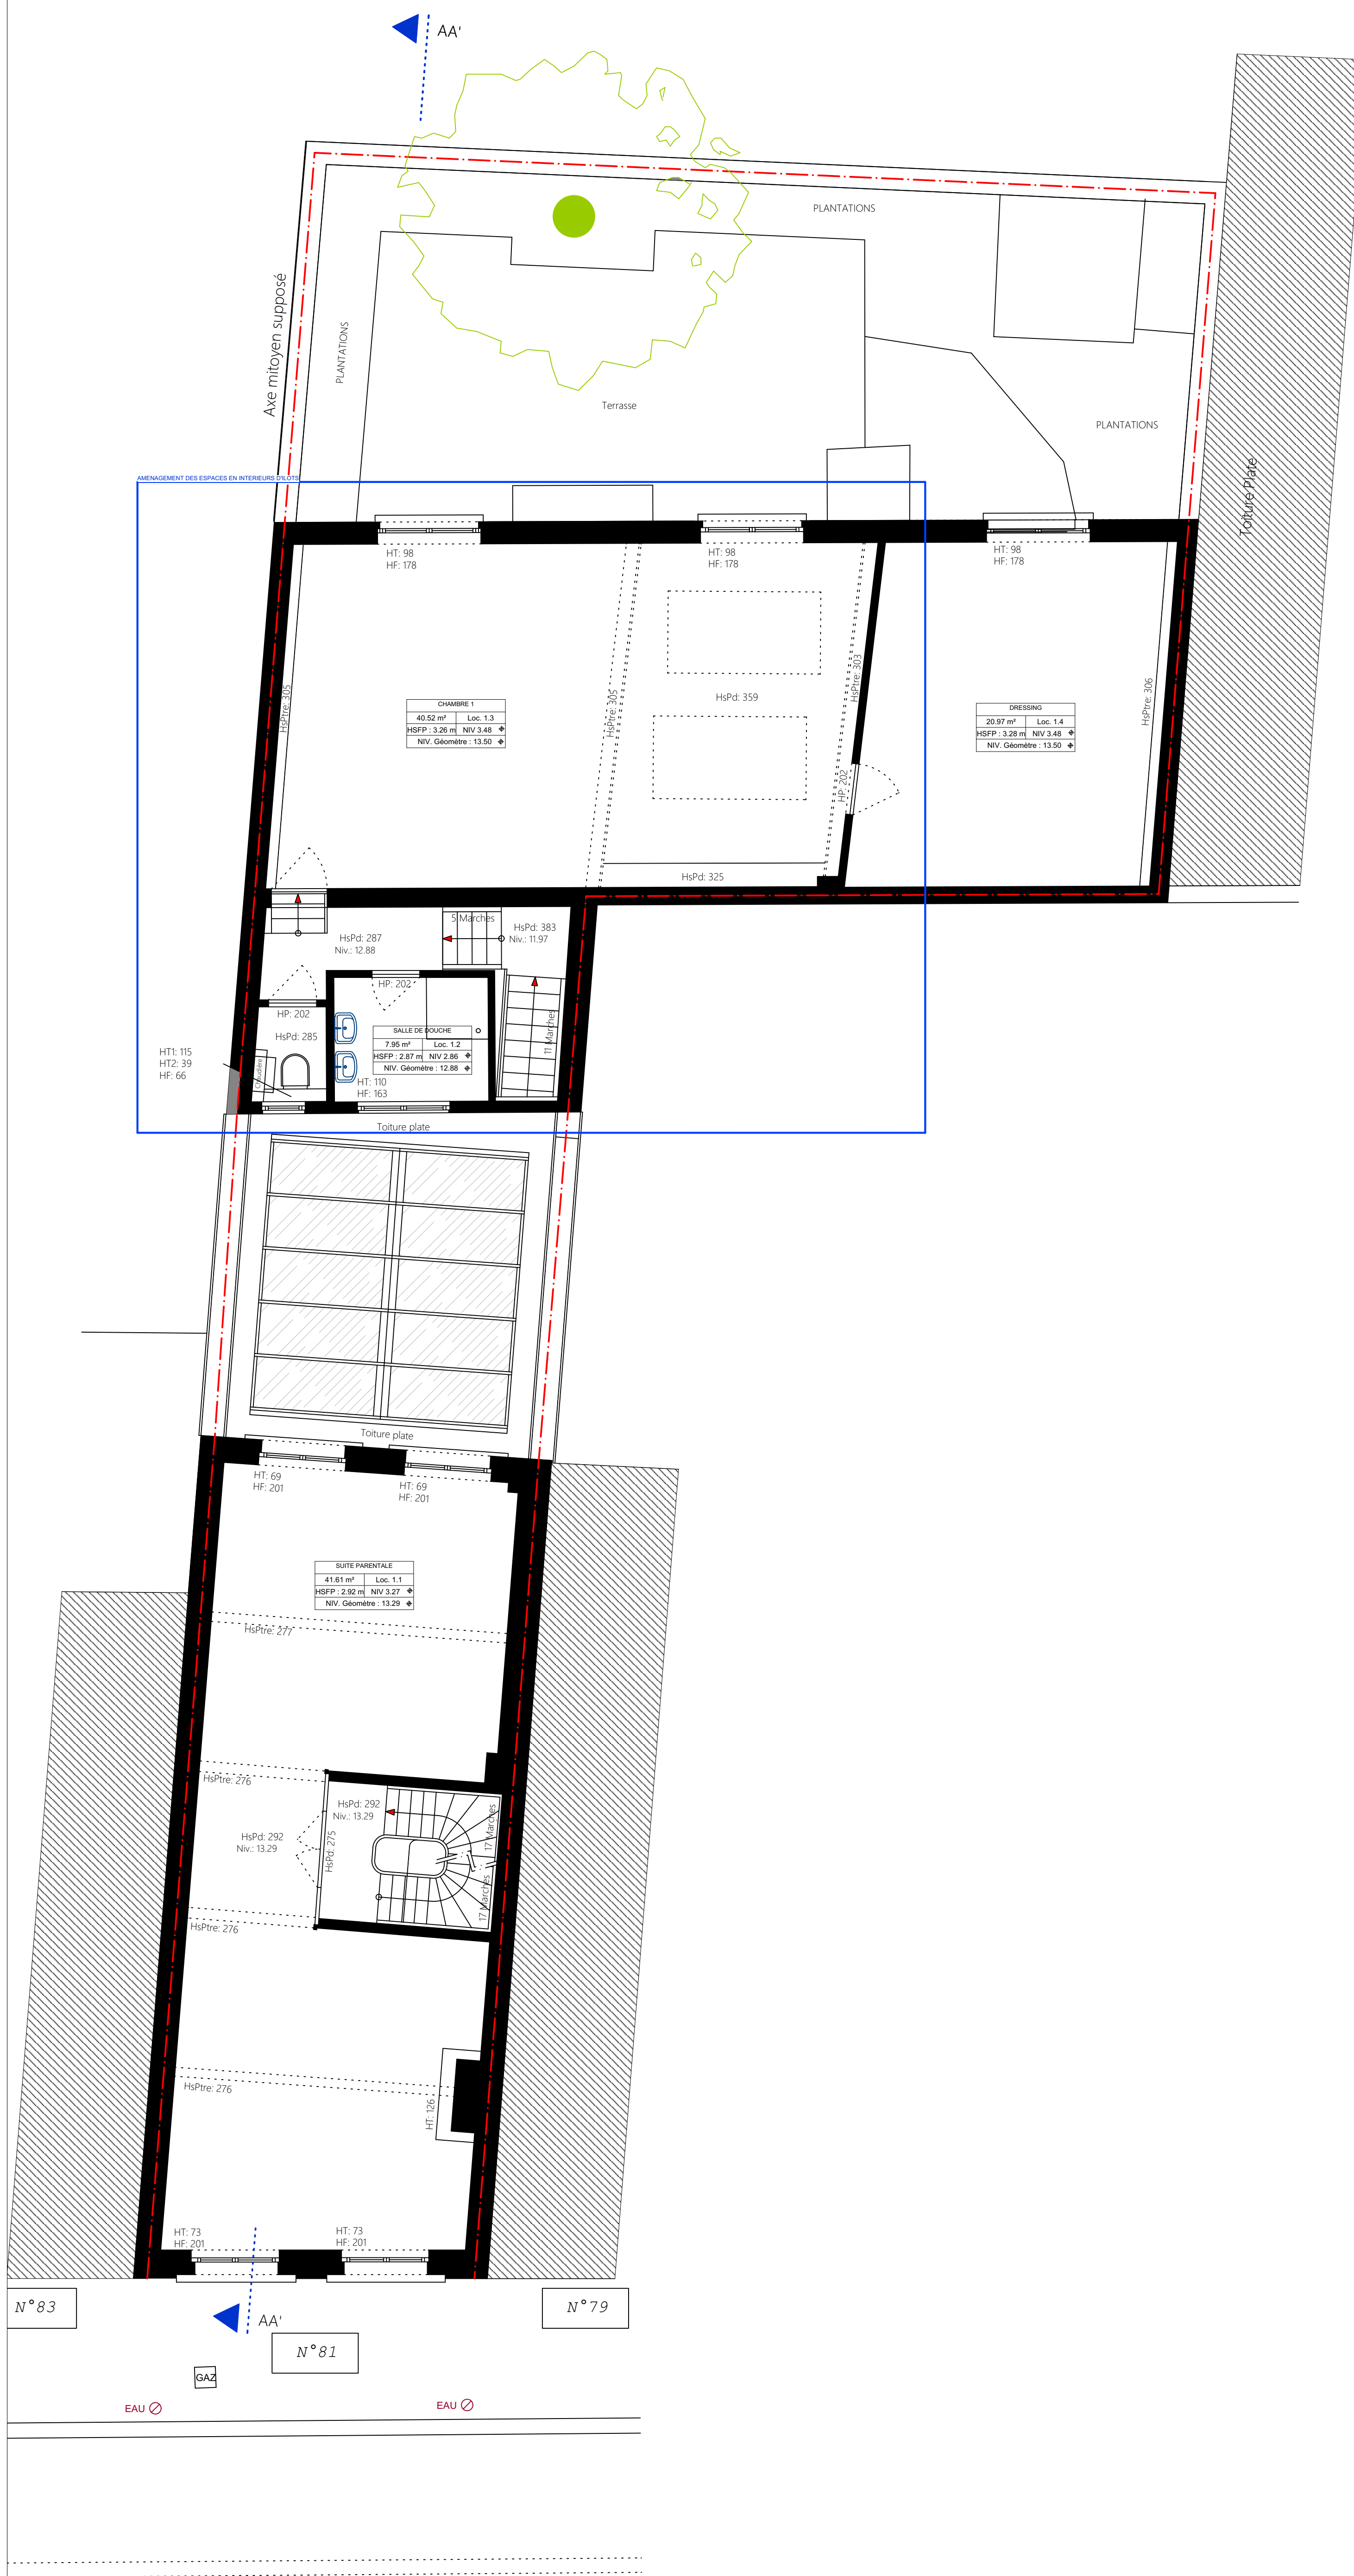 AA'
PLANTATIONS
Axe mitoyen supposé
PLANTATIONS
Terrasse
PLANTATIONS
Toiture Plate
AMENAGEMENT DES ESPACES EN INTERIEURS D'ILOTS
HT: 98
HF: 178
HT: 98
HF: 178
HT: 98
HF: 178
HsPtre: 305
HsPtre: 305
HsPd: 359
HsPtre: 303
HsPtre: 306
CHAMBRE 1
40.52 m² Loc. 1.3
HSFP : 3.26 m NIV 3.48
NIV. Géomètre : 13.50
DRESSING
20.97 m² Loc. 1.4
HSFP : 3.28 m NIV 3.48
NIV. Géomètre : 13.50
HP: 202
HsPd: 325
5 Marches
HsPd: 383
Niv.: 11.97
HsPd: 287
Niv.: 12.88
HP: 202
HP: 202
HsPd: 285
SALLE DE DOUCHE
7.95 m² Loc. 1.2
HSFP : 2.87 m NIV 2.86
NIV. Géomètre : 12.88
11 Marches
HT1: 115
HT2: 39
HF: 66
Chaudière
HT: 110
HF: 163
Toiture plate
Toiture plate
HT: 69
HF: 201
HT: 69
HF: 201
SUITE PARENTALE
41.61 m² Loc. 1.1
HSFP : 2.92 m NIV 3.27
NIV. Géomètre : 13.29
HsPtre: 277
HsPtre: 276
HsPd: 292
Niv.: 13.29
17 Marches
HsPd: 292
Niv.: 13.29
HsPd: 275
17 Marches
HsPtre: 276
HsPtre: 276
HT: 126
HT: 73
HF: 201
HT: 73
HF: 201
N°83
N°79
AA'
N°81
GAZ
EAU
EAU